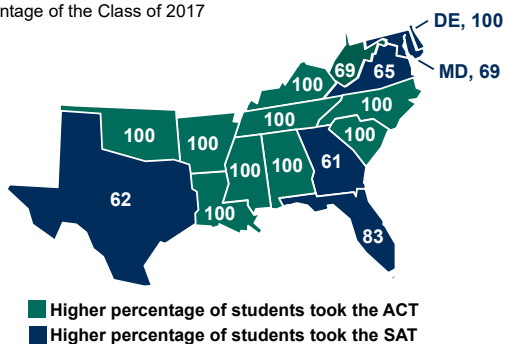 ntage of the Class of 2017
DE, 100
MD, 69
69
65
100
100
100
100
100
100
100
100
61
62
100
83
Higher percentage of students took the ACT
Higher percentage of students took the SAT